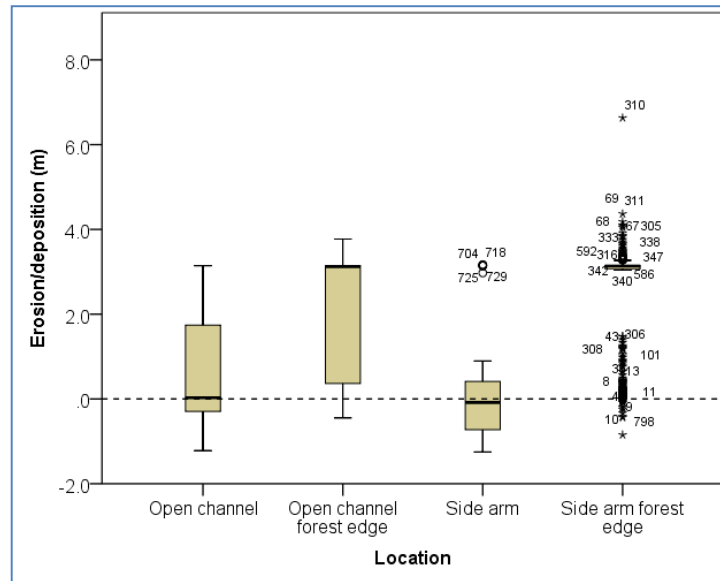 8.0
310
6.0
69 311
68 67 305
4.0
333 338
592 316 347
704 718
725 729
342 586
340
2.0
43 306
308 101
13
8 11
.0
9
10 798
-2.0
Erosion/deposition (m)
Open channel
Open channel
forest edge
Side arm
Side arm forest
edge
Location